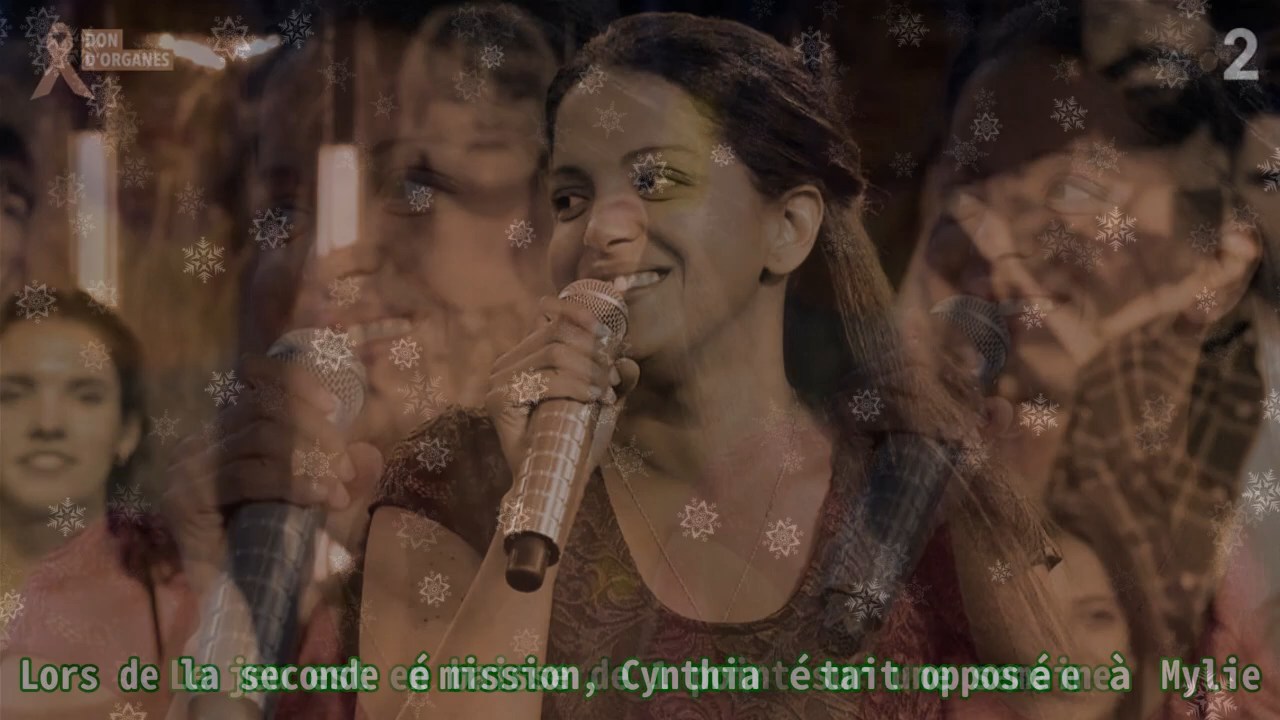 DON
D'ORGANES
2
Lors de la seconde émission, Cynthia était opposée à Mylie